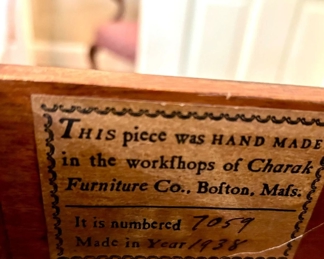 THIS piece was HAND MADE
in the workſhops of Charak
Furniture Co., Boſton, Maſs.
It is numbered 7059
Made in Year 1938